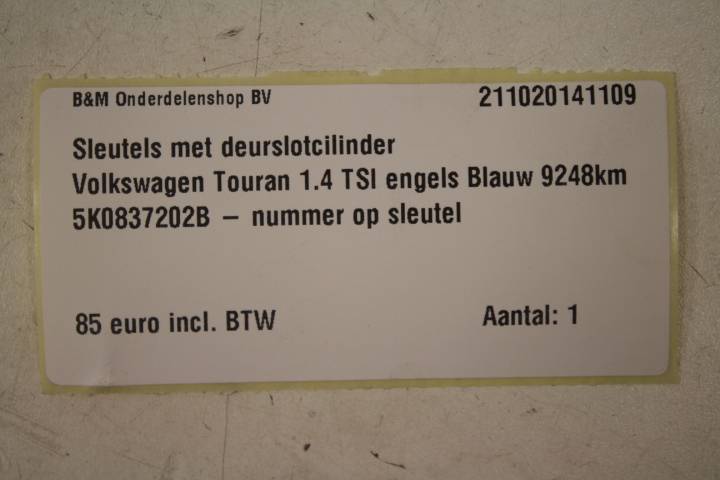 B&M Onderdelenshop BV 211020141109
Sleutels met deurslotcilinder
Volkswagen Touran 1.4 TSI engels Blauw 9248km
5K0837202B – nummer op sleutel
85 euro incl. BTW Aantal: 1